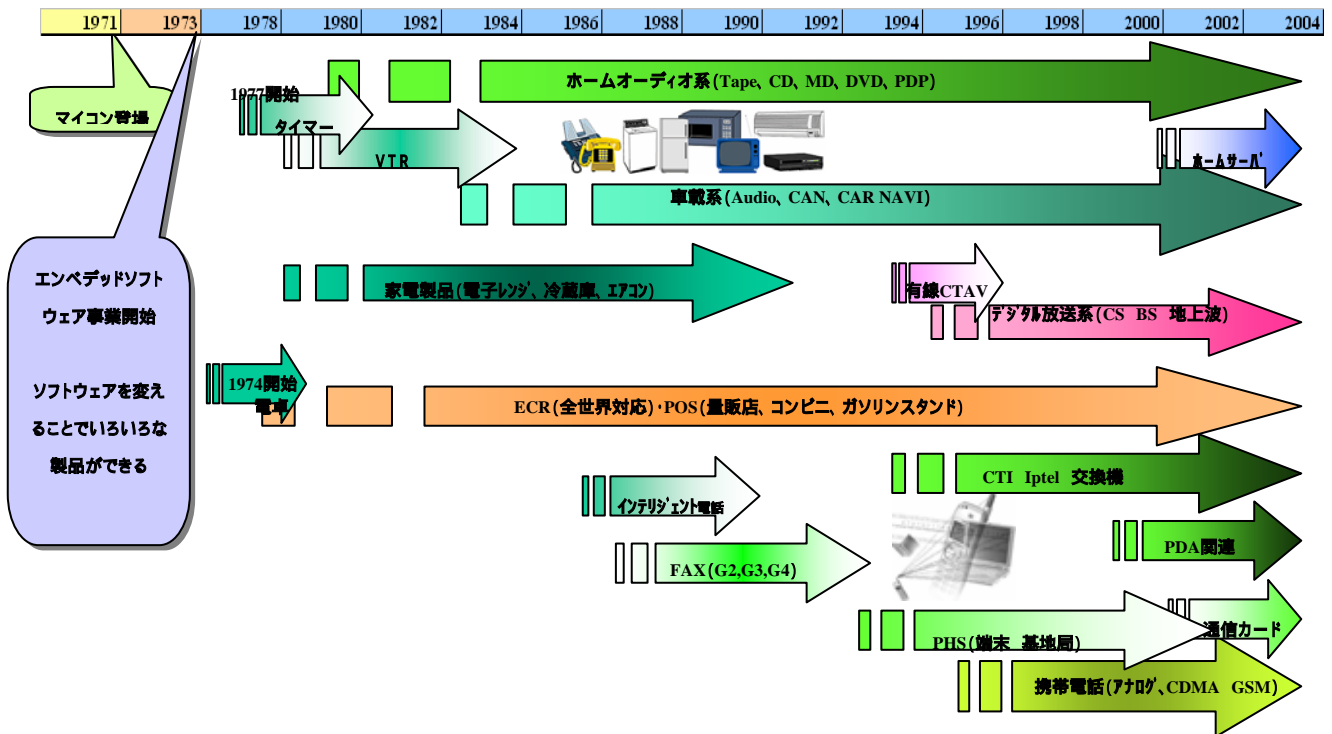 1971 1973 1978 1980 1982 1984 1986 1988 1990 1992 1994 1996 1998 2000 2002 2004
ホームオーディオ系(Tape、CD、MD、DVD、PDP)
1977開始
マイコン登場
タイマー
VTR
ホームサーバ
車載系(Audio、CAN、CAR NAVI)
エンベデッドソフト
ウェア事業開始
ソフトウェアを変え
ることでいろいろな
製品ができる
家電製品(電子レンジ、冷蔵庫、エアコン)
有線CTAV
デジタル放送系(CS BS 地上波)
1974開始
電卓
ECR(全世界対応)・POS(量販店、コンビニ、ガソリンスタンド)
CTI Iptel 交換機
インテリジェント電話
PDA関連
FAX(G2,G3,G4)
通信カード
PHS(端末 基地局)
携帯電話(アナログ、CDMA GSM)